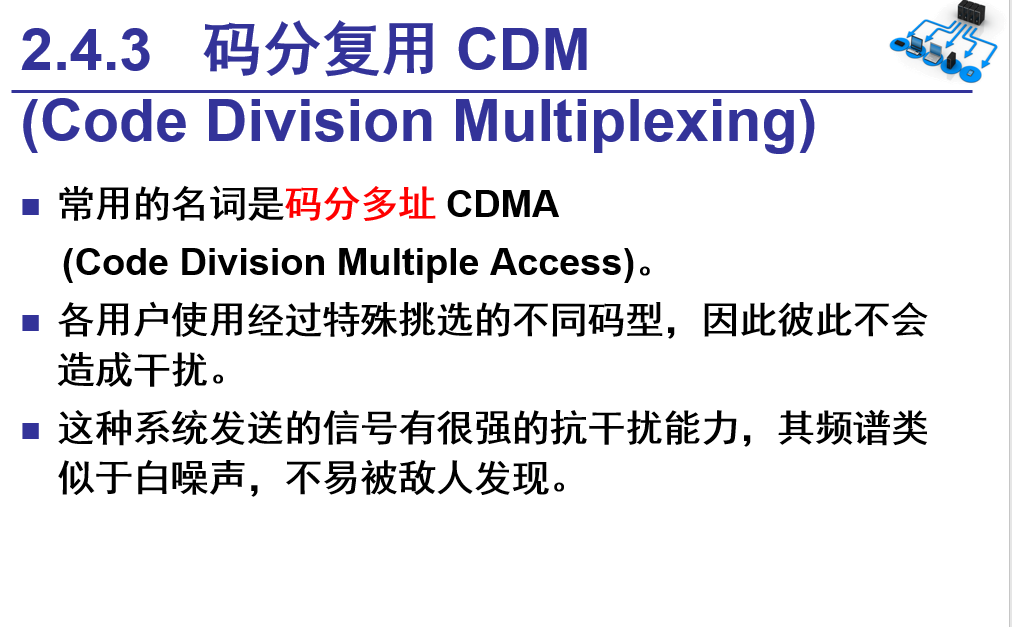 2.4.3 码分复用 CDM
(Code Division Multiplexing)
常用的名词是码分多址 CDMA
(Code Division Multiple Access)。
各用户使用经过特殊挑选的不同码型，因此彼此不会
造成干扰。
这种系统发送的信号有很强的抗干扰能力，其频谱类
似于白噪声，不易被敌人发现。